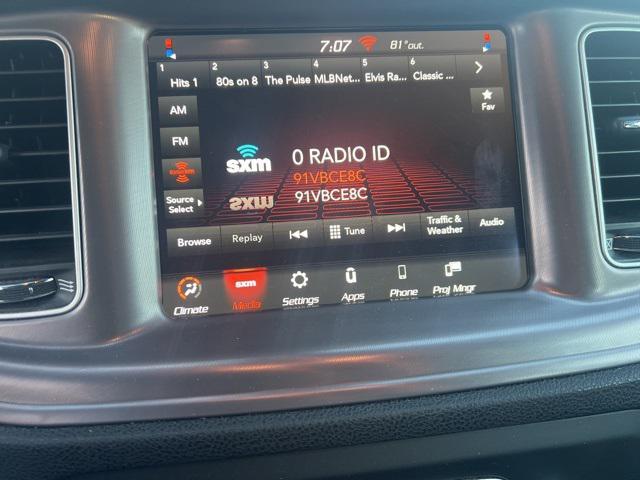 7:07 81° out.
1 2 3 4 5 6
Hits 1 80s on 8 The Pulse MLBNet... Elvis Ra... Classic ...
AM
Fav
FM
sxm 0 RADIO ID
91VBCE8C
91VBCE8C
Source
Select
Browse Replay Tune Traffic &
Weather Audio
Climate sxm
Media Settings Apps Phone Proj Mngr